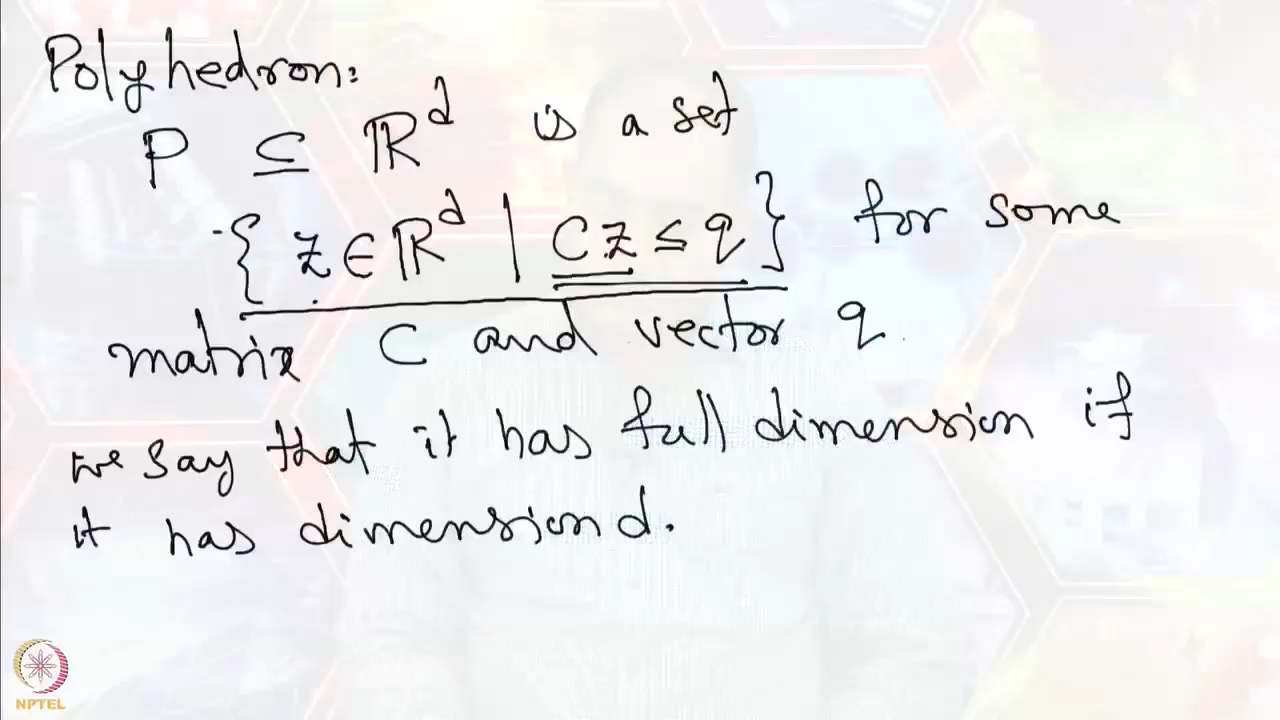 Polyhedron:
P ⊆ ℝ^d is a set
{ z ∈ ℝ^d | Cz ≤ q } for some
matrix C and vector q.
we say that it has full dimension if
it has dimension d.
NPTEL